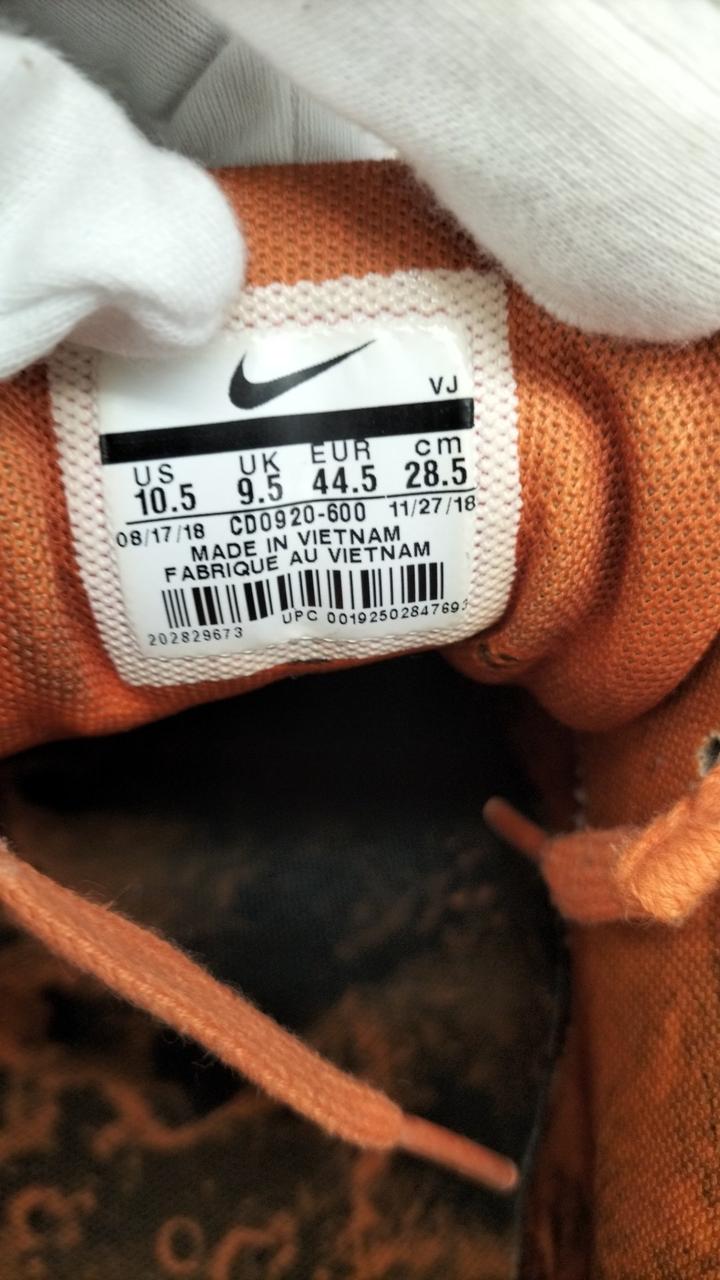 VJ
US UK EUR cm
10.5 9.5 44.5 28.5
08/17/18 CD0920-600 11/27/18
MADE IN VIETNAM
FABRIQUE AU VIETNAM
202829673 UPC 00192502847693